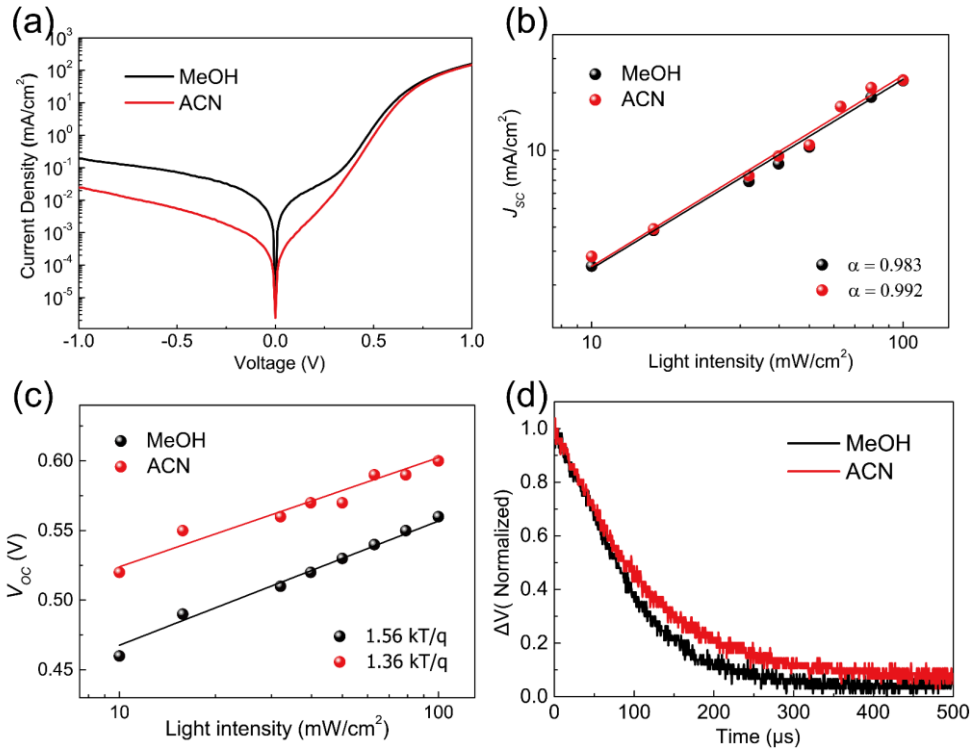 (a)
10³
10²
10¹
10⁰
10⁻¹
10⁻²
10⁻³
10⁻⁴
10⁻⁵
Current Density (mA/cm²)
MeOH
ACN
-1.0 -0.5 0.0 0.5 1.0
Voltage (V)
(b)
MeOH
ACN
10
J_SC (mA/cm²)
α = 0.983
α = 0.992
10 100
Light intensity (mW/cm²)
(c)
MeOH
ACN
0.60
0.55
0.50
0.45
V_OC (V)
1.56 kT/q
1.36 kT/q
10 100
Light intensity (mW/cm²)
(d)
MeOH
ACN
1.0
0.8
0.6
0.4
0.2
0.0
ΔV( Normalized)
0 100 200 300 400 500
Time (µs)